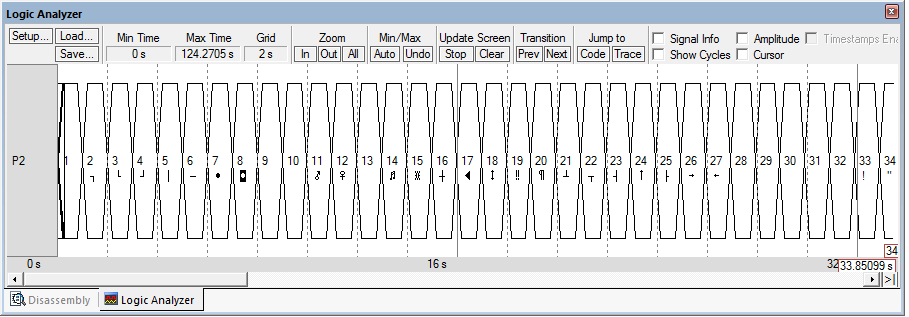 Logic Analyzer
Setup... Load... Min Time Max Time Grid Zoom Min/Max Update Screen Transition Jump to Signal Info Amplitude Timestamps Ena
Save... 0 s 124.2705 s 2 s In Out All Auto Undo Stop Clear Prev Next Code Trace Show Cycles Cursor
P2 1 2 3 4 5 6 7 8 9 10 11 12 13 14 15 16 17 18 19 20 21 22 23 24 25 26 27 28 29 30 31 32 33 34
┐ └ ┘ │ ─ • ◘ ♂ ♀ ♫ ┼ ◄ ↕ ‼ ¶ ┴ ┬ ┤ ↑ ├ → ← ! "
34
0 s 16 s 32 33.85099 s
Disassembly Logic Analyzer